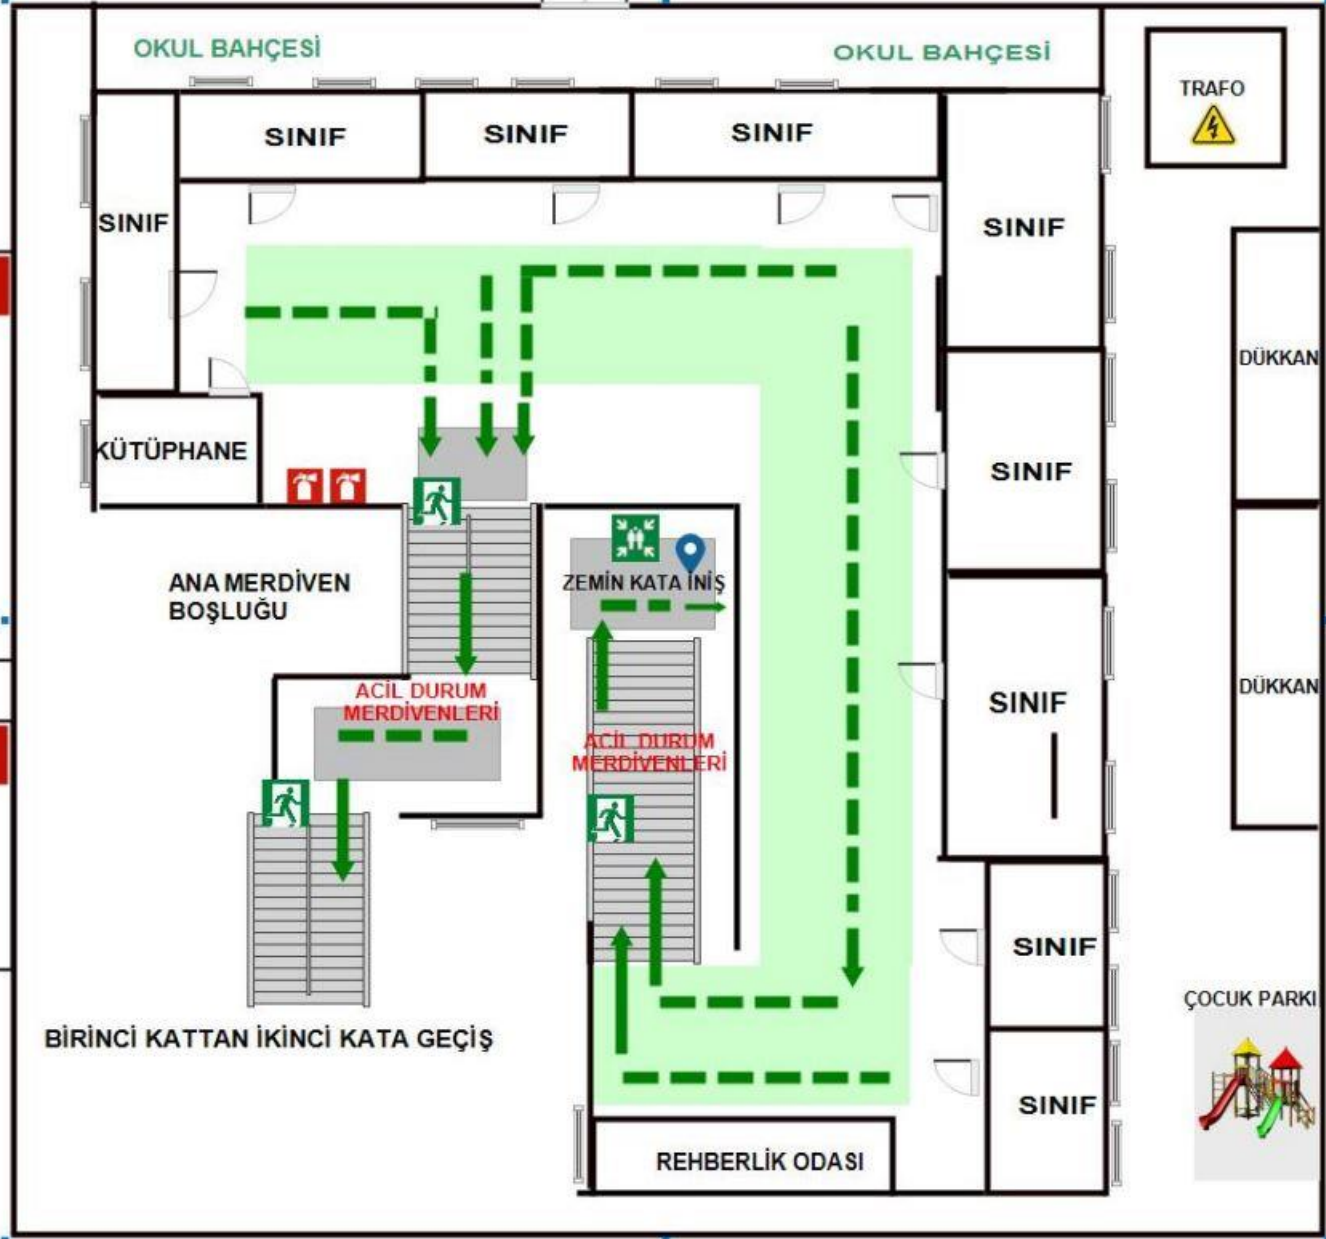 OKUL BAHÇESİ
OKUL BAHÇESİ
TRAFO
SINIF
SINIF
SINIF
SINIF
SINIF
DÜKKAN
KÜTÜPHANE
SINIF
ANA MERDİVEN
BOŞLUĞU
ZEMİN KATA İNİŞ
ACİL DURUM
MERDİVENLERİ
SINIF
DÜKKAN
ACİL DURUM
MERDİVENLERİ
SINIF
ÇOCUK PARKI
BİRİNCİ KATTAN İKİNCİ KATA GEÇİŞ
SINIF
REHBERLİK ODASI